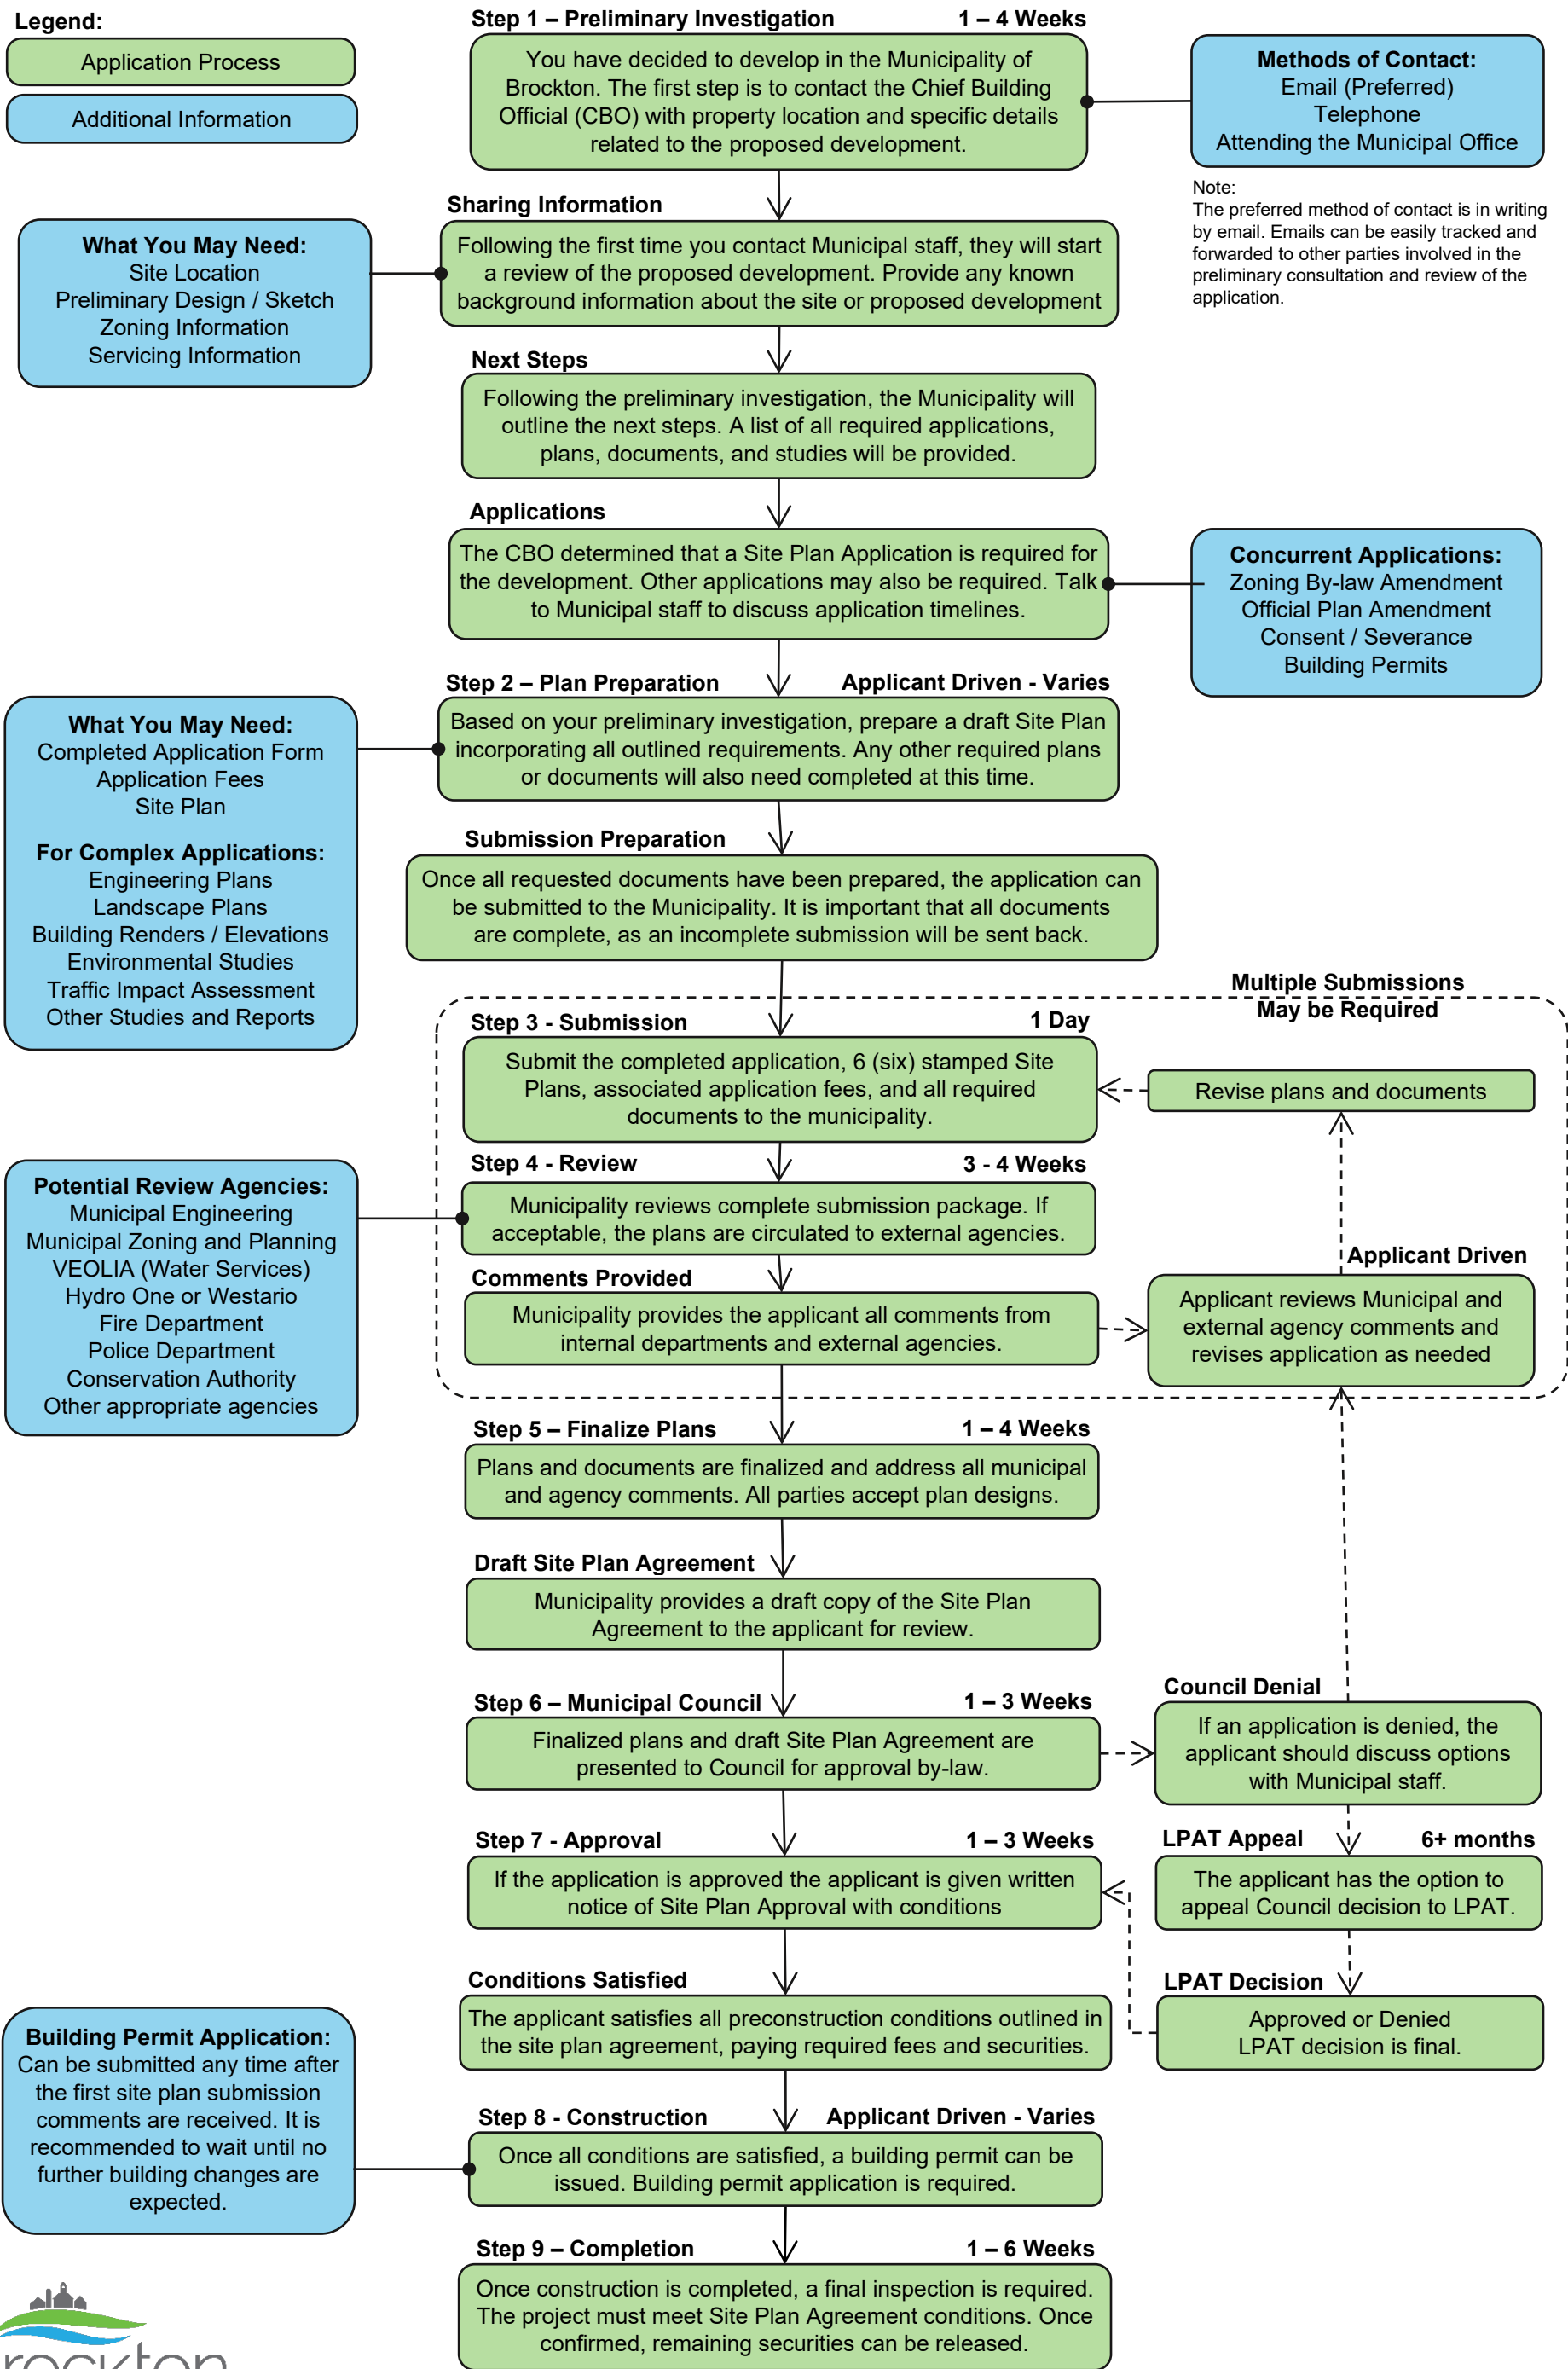 Legend:
Application Process
Additional Information
Step 1 – Preliminary Investigation 1 – 4 Weeks
You have decided to develop in the Municipality of
Brockton. The first step is to contact the Chief Building
Official (CBO) with property location and specific details
related to the proposed development.
Methods of Contact:
Email (Preferred)
Telephone
Attending the Municipal Office
Note:
The preferred method of contact is in writing
by email. Emails can be easily tracked and
forwarded to other parties involved in the
preliminary consultation and review of the
application.
Sharing Information
Following the first time you contact Municipal staff, they will start
a review of the proposed development. Provide any known
background information about the site or proposed development
What You May Need:
Site Location
Preliminary Design / Sketch
Zoning Information
Servicing Information
Next Steps
Following the preliminary investigation, the Municipality will
outline the next steps. A list of all required applications,
plans, documents, and studies will be provided.
Applications
The CBO determined that a Site Plan Application is required for
the development. Other applications may also be required. Talk
to Municipal staff to discuss application timelines.
Concurrent Applications:
Zoning By-law Amendment
Official Plan Amendment
Consent / Severance
Building Permits
Step 2 – Plan Preparation Applicant Driven - Varies
Based on your preliminary investigation, prepare a draft Site Plan
incorporating all outlined requirements. Any other required plans
or documents will also need completed at this time.
What You May Need:
Completed Application Form
Application Fees
Site Plan
For Complex Applications:
Engineering Plans
Landscape Plans
Building Renders / Elevations
Environmental Studies
Traffic Impact Assessment
Other Studies and Reports
Submission Preparation
Once all requested documents have been prepared, the application can
be submitted to the Municipality. It is important that all documents
are complete, as an incomplete submission will be sent back.
Multiple Submissions
May be Required
Step 3 - Submission 1 Day
Submit the completed application, 6 (six) stamped Site
Plans, associated application fees, and all required
documents to the municipality.
Revise plans and documents
Step 4 - Review 3 - 4 Weeks
Municipality reviews complete submission package. If
acceptable, the plans are circulated to external agencies.
Potential Review Agencies:
Municipal Engineering
Municipal Zoning and Planning
VEOLIA (Water Services)
Hydro One or Westario
Fire Department
Police Department
Conservation Authority
Other appropriate agencies
Comments Provided
Municipality provides the applicant all comments from
internal departments and external agencies.
Applicant Driven
Applicant reviews Municipal and
external agency comments and
revises application as needed
Step 5 – Finalize Plans 1 – 4 Weeks
Plans and documents are finalized and address all municipal
and agency comments. All parties accept plan designs.
Draft Site Plan Agreement
Municipality provides a draft copy of the Site Plan
Agreement to the applicant for review.
Step 6 – Municipal Council 1 – 3 Weeks
Finalized plans and draft Site Plan Agreement are
presented to Council for approval by-law.
Council Denial
If an application is denied, the
applicant should discuss options
with Municipal staff.
Step 7 - Approval 1 – 3 Weeks
If the application is approved the applicant is given written
notice of Site Plan Approval with conditions
LPAT Appeal 6+ months
The applicant has the option to
appeal Council decision to LPAT.
Conditions Satisfied
The applicant satisfies all preconstruction conditions outlined in
the site plan agreement, paying required fees and securities.
LPAT Decision
Approved or Denied
LPAT decision is final.
Building Permit Application:
Can be submitted any time after
the first site plan submission
comments are received. It is
recommended to wait until no
further building changes are
expected.
Step 8 - Construction Applicant Driven - Varies
Once all conditions are satisfied, a building permit can be
issued. Building permit application is required.
Step 9 – Completion 1 – 6 Weeks
Once construction is completed, a final inspection is required.
The project must meet Site Plan Agreement conditions. Once
confirmed, remaining securities can be released.
rockton